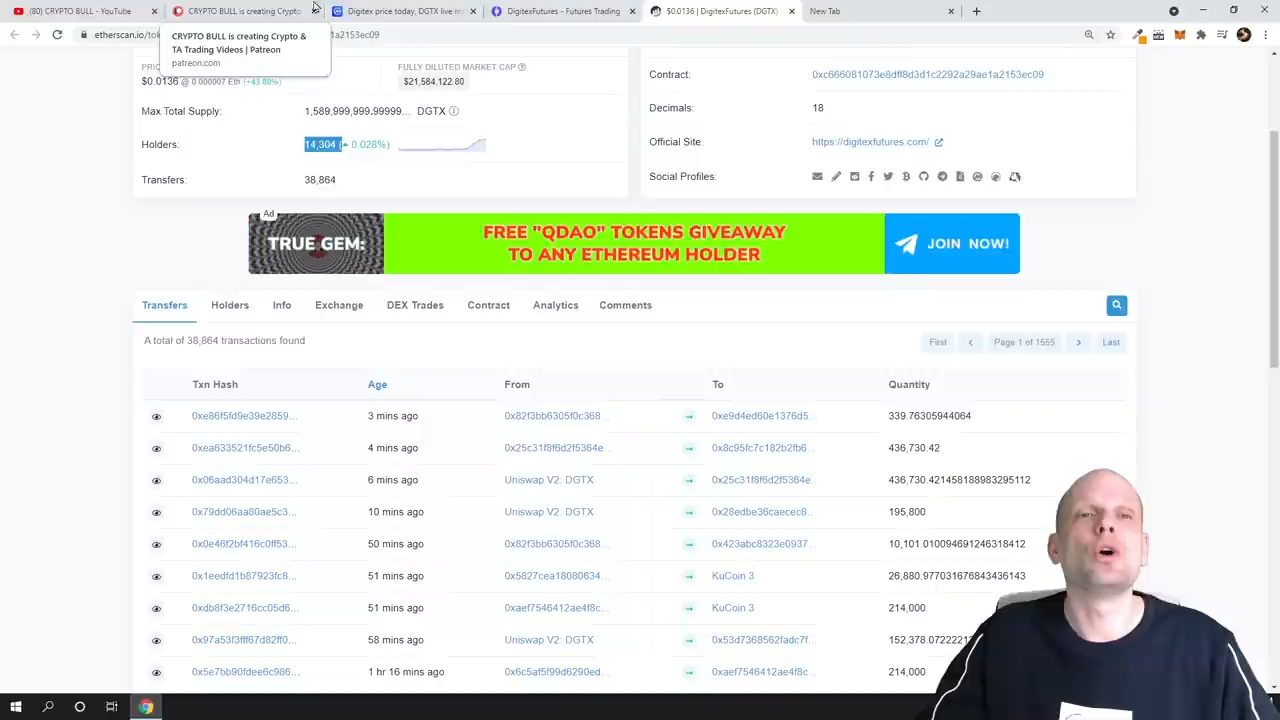 (80) CRYPTO BULL - YouTube
CRYPTO BULL is creating Crypto
Digitex price today, DGTX live m
DigitexFutures - Futures Trading
$0.0136 | DigitexFutures (DGTX)
New Tab
etherscan.io/tok
1a2153ec09
CRYPTO BULL is creating Crypto &
TA Trading Videos | Patreon
patreon.com
FULLY DILUTED MARKET CAP
$0.0136 @ 0.000007 Eth (+43.80%)
$21,584,122.80
Max Total Supply:
1,589,999,999.99999... DGTX
Holders:
14,304 ( 0.028%)
Transfers:
38,864
Contract:
0xc666081073e8dff8d3d1c2292a29ae1a2153ec09
Decimals:
18
Official Site:
https://digitexfutures.com/
Social Profiles:
Ad
TRUE GEM:
FREE "QDAO" TOKENS GIVEAWAY
TO ANY ETHEREUM HOLDER
JOIN NOW!
Transfers Holders Info Exchange DEX Trades Contract Analytics Comments
A total of 38,864 transactions found
First < Page 1 of 1555 > Last
Txn Hash Age From To Quantity
0xe86f5fd9e39e2859... 3 mins ago 0x82f3bb6305f0c368... 0xe9d4ed60e1376d5... 339.76305944064
0xea633521fc5e50b6... 4 mins ago 0x25c31f8f6d2f5364e... 0x8c95fc7c182b2fb6... 436,730.42
0x06aad304d17e653... 6 mins ago Uniswap V2: DGTX 0x25c31f8f6d2f5364e... 436,730.421458188983295112
0x79dd06aa80ae5c3... 10 mins ago Uniswap V2: DGTX 0x28edbe36caecec8... 195,800
0x0e46f2bf416c0ff53... 50 mins ago 0x82f3bb6305f0c368... 0x423abc8323e0937... 10,101.010094691246318412
0x1eedfd1b87923fc8... 51 mins ago 0x5827cea18080634... KuCoin 3 26,880.977031676843436143
0xdb8f3e2716cc05d6... 51 mins ago 0xaef7546412ae4f8c... KuCoin 3 214,000
0x97a53f3fff67d82ff0... 58 mins ago Uniswap V2: DGTX 0x53d7368562fadc7f... 152,378.0722221
0x5e7bb90fdee6c986... 1 hr 16 mins ago 0x6c5af5f99d6290ed... 0xaef7546412ae4f8c... 214,000